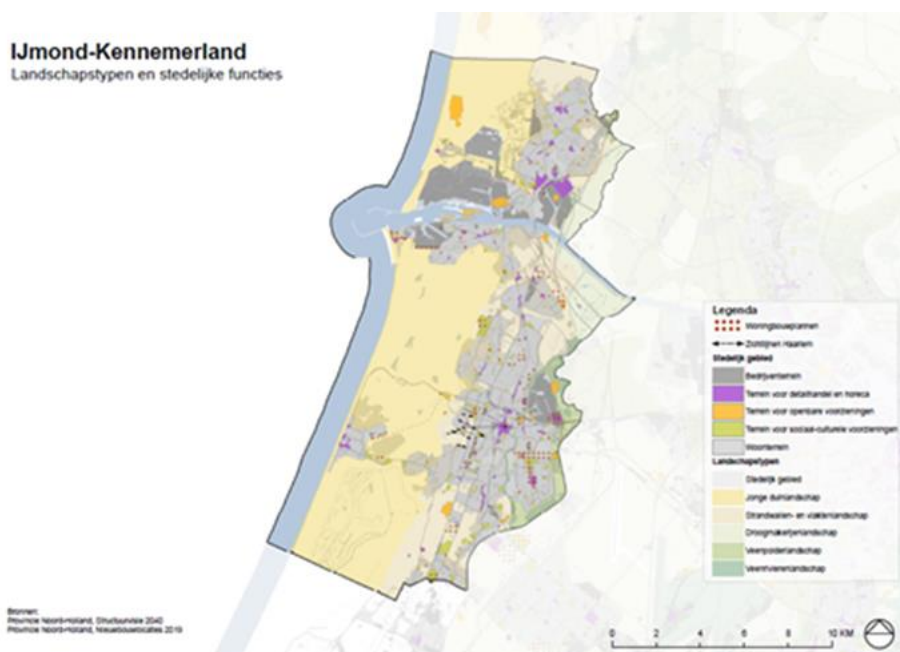 IJmond-Kennemerland
Landschapstypen en stedelijke functies
Legenda
Woningbouwplannen
Zichtlijnen Haarlem
Stedelijk gebied
Bedrijventerrein
Terrein voor detailhandel en horeca
Terrein voor openbare voorzieningen
Terrein voor sociaal-culturele voorzieningen
Woonterrein
Landschapstypen
Stedelijk gebied
Jonge duinlandschap
Strandwallen- en vlaktenlandschap
Droogmakerijenlandschap
Veenpolderlandschap
Veenrivierenlandschap
Bronnen:
Provincie Noord-Holland, Structuurvisie 2040
Provincie Noord-Holland, Nieuwbouwlocaties 2019
0 2 4 6 8 10 KM